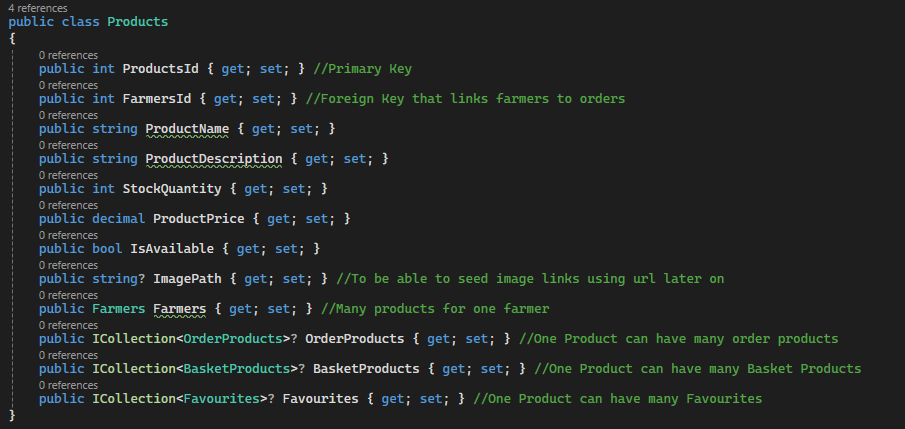 4 references
public class Products
{
0 references
public int ProductsId { get; set; } //Primary Key
0 references
public int FarmersId { get; set; } //Foreign Key that links farmers to orders
0 references
public string ProductName { get; set; }
0 references
public string ProductDescription { get; set; }
0 references
public int StockQuantity { get; set; }
0 references
public decimal ProductPrice { get; set; }
0 references
public bool IsAvailable { get; set; }
0 references
public string? ImagePath { get; set; } //To be able to seed image links using url later on
0 references
public Farmers Farmers { get; set; } //Many products for one farmer
0 references
public ICollection<OrderProducts>? OrderProducts { get; set; } //One Product can have many order products
0 references
public ICollection<BasketProducts>? BasketProducts { get; set; } //One Product can have many Basket Products
0 references
public ICollection<Favourites>? Favourites { get; set; } //One Product can have many Favourites
}